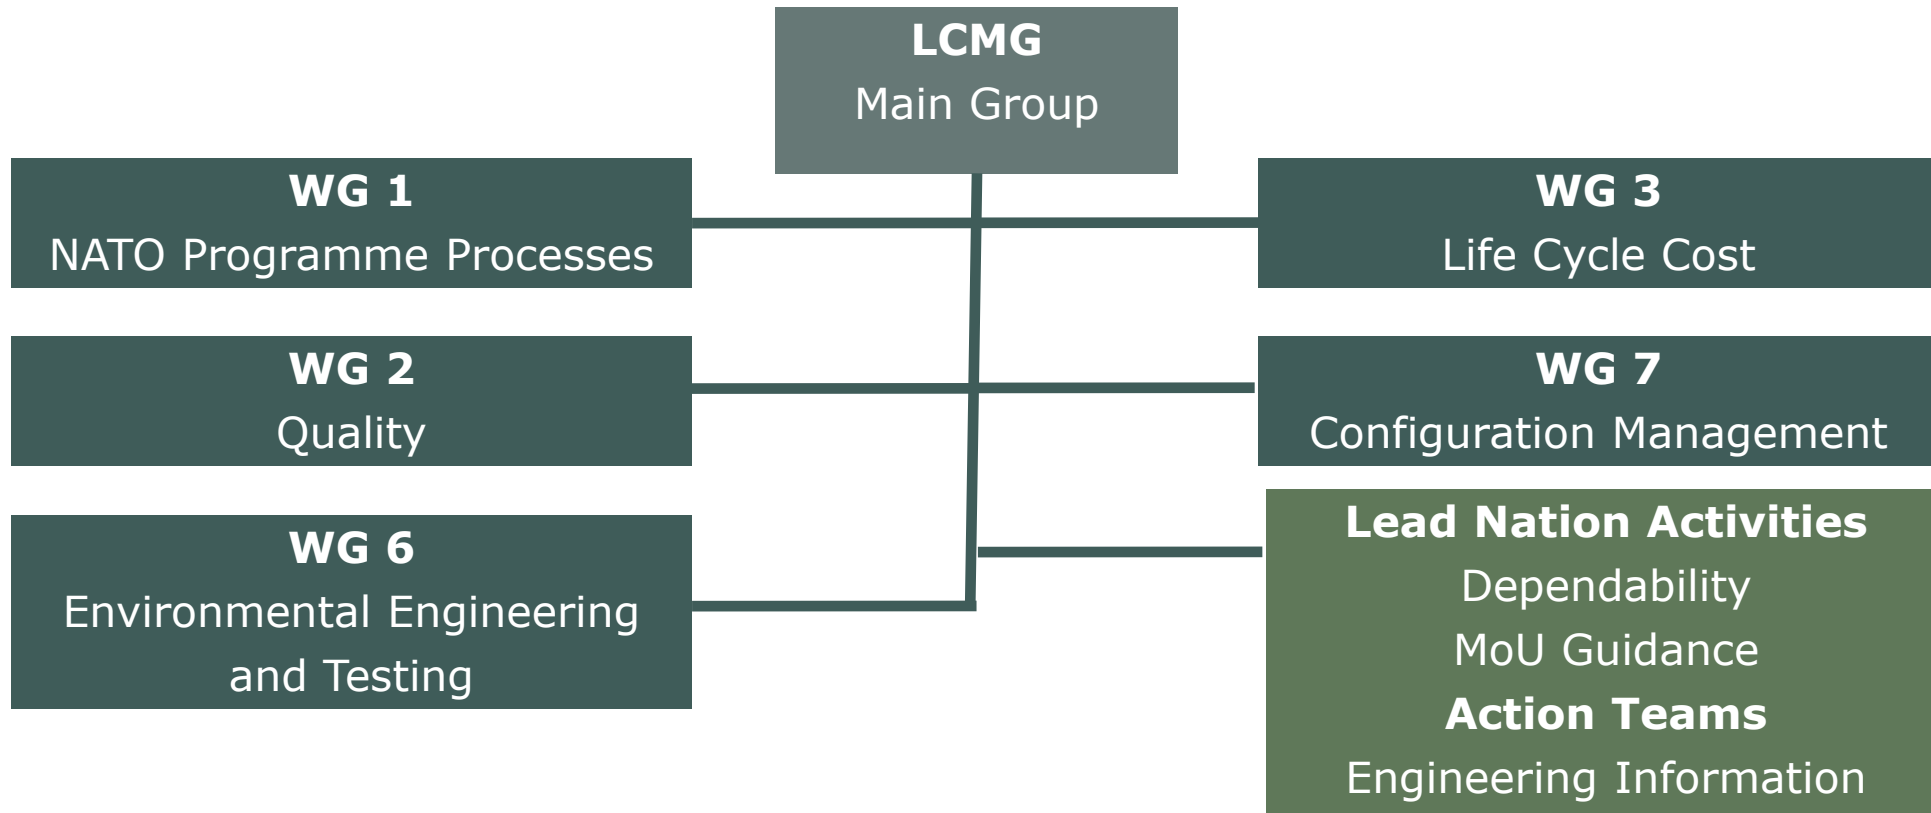 LCMG
Main Group
WG 1
NATO Programme Processes
WG 3
Life Cycle Cost
WG 2
Quality
WG 7
Configuration Management
WG 6
Environmental Engineering
and Testing
Lead Nation Activities
Dependability
MoU Guidance
Action Teams
Engineering Information